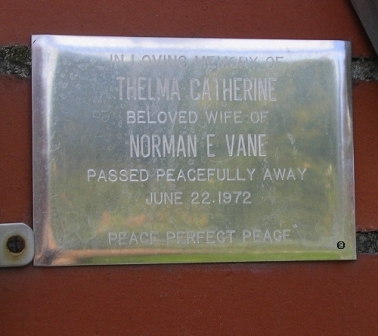 IN LOVING MEMORY OF
THELMA CATHERINE
BELOVED WIFE OF
NORMAN E VANE
PASSED PEACEFULLY AWAY
JUNE 22.1972
PEACE PERFECT PEACE